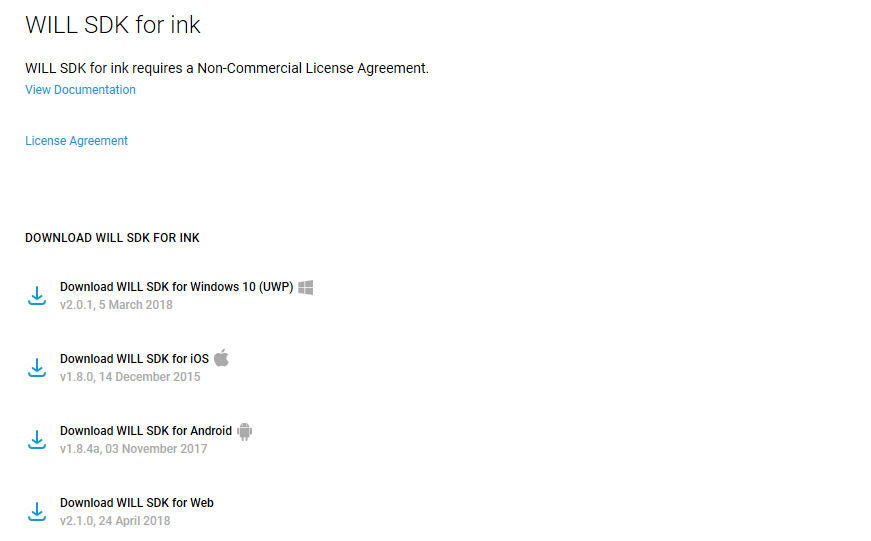 WILL SDK for ink
WILL SDK for ink requires a Non-Commercial License Agreement.
View Documentation
License Agreement
DOWNLOAD WILL SDK FOR INK
Download WILL SDK for Windows 10 (UWP)
v2.0.1, 5 March 2018
Download WILL SDK for iOS
v1.8.0, 14 December 2015
Download WILL SDK for Android
v1.8.4a, 03 November 2017
Download WILL SDK for Web
v2.1.0, 24 April 2018